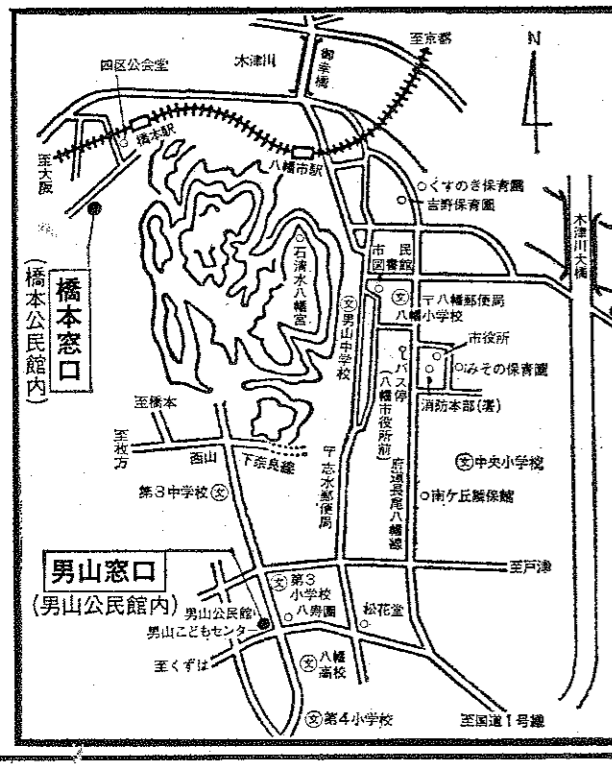 至京都
N
四区公会堂
木津川
御幸橋
橋本駅
八幡市駅
至大阪
くすのき保育園
吉野保育園
木津川大橋
石清水八幡宮
市民図書館
橋本窓口
(橋本公民館内)
文男山中学校
文
〒八幡郵便局
八幡小学校
市役所
バス停
(八幡市役所前)
みその保育園
消防本部(署)
至橋本
至枚方
西山
下奈良線
〒志水郵便局
府道長尾八幡線
文中央小学校
第3中学校文
南ケ丘隣保館
男山窓口
(男山公民館内)
至戸津
文第3
小学校
男山公民館
八寿園
松花堂
男山こどもセンター
至くずは
文八幡
高校
文第4小学校
至国道1号線